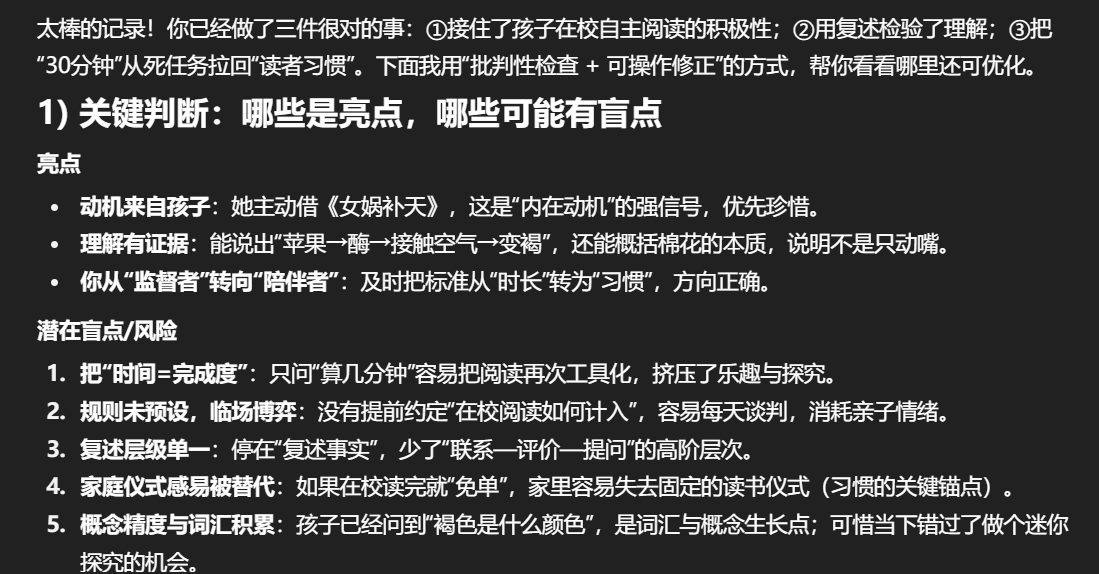 太棒的记录！你已经做了三件很对的事：①接住了孩子在校自主阅读的积极性；②用复述检验了理解；③把
“30分钟”从死任务拉回“读者习惯”。下面我用“批判性检查 + 可操作修正”的方式，帮你看看哪里还可优化。
1) 关键判断：哪些是亮点，哪些可能有盲点
亮点
• 动机来自孩子：她主动借《女娲补天》，这是“内在动机”的强信号，优先珍惜。
• 理解有证据：能说出“苹果→酶→接触空气→变褐”，还能概括棉花的本质，说明不是只动嘴。
• 你从“监督者”转向“陪伴者”：及时把标准从“时长”转为“习惯”，方向正确。
潜在盲点/风险
1. 把“时间=完成度”：只问“算几分钟”容易把阅读再次工具化，挤压了乐趣与探究。
2. 规则未预设，临场博弈：没有提前约定“在校阅读如何计入”，容易每天谈判，消耗亲子情绪。
3. 复述层级单一：停在“复述事实”，少了“联系—评价—提问”的高阶层次。
4. 家庭仪式感易被替代：如果在校读完就“免单”，家里容易失去固定的读书仪式（习惯的关键锚点）。
5. 概念精度与词汇积累：孩子已经问到“褐色是什么颜色”，是词汇与概念生长点；可惜当下错过了做个迷你
探究的机会。